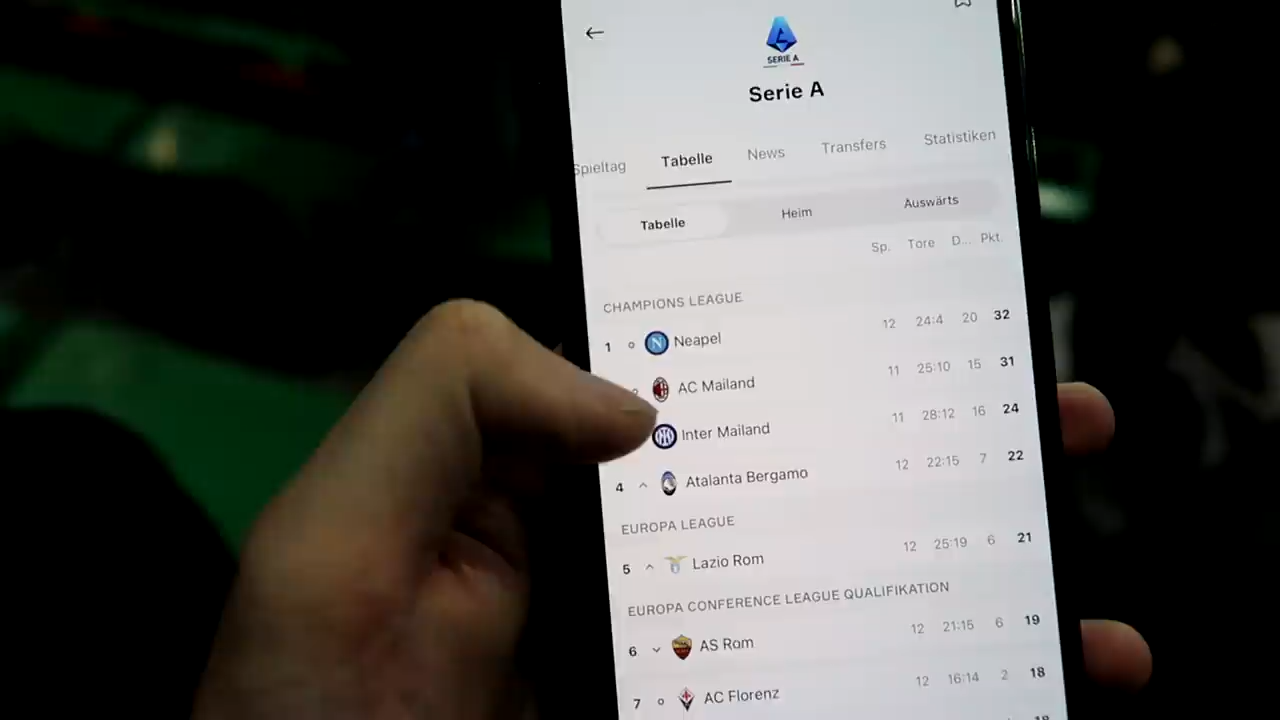 SERIE A
Serie A
Spieltag Tabelle News Transfers Statistiken
Tabelle Heim Auswärts
Sp. Tore D... Pkt.
CHAMPIONS LEAGUE
1 Neapel 12 24:4 20 32
AC Mailand 11 25:10 15 31
Inter Mailand 11 28:12 16 24
4 Atalanta Bergamo 12 22:15 7 22
EUROPA LEAGUE
5 Lazio Rom 12 25:19 6 21
EUROPA CONFERENCE LEAGUE QUALIFIKATION
6 AS Rom 12 21:15 6 19
7 AC Florenz 12 16:14 2 18